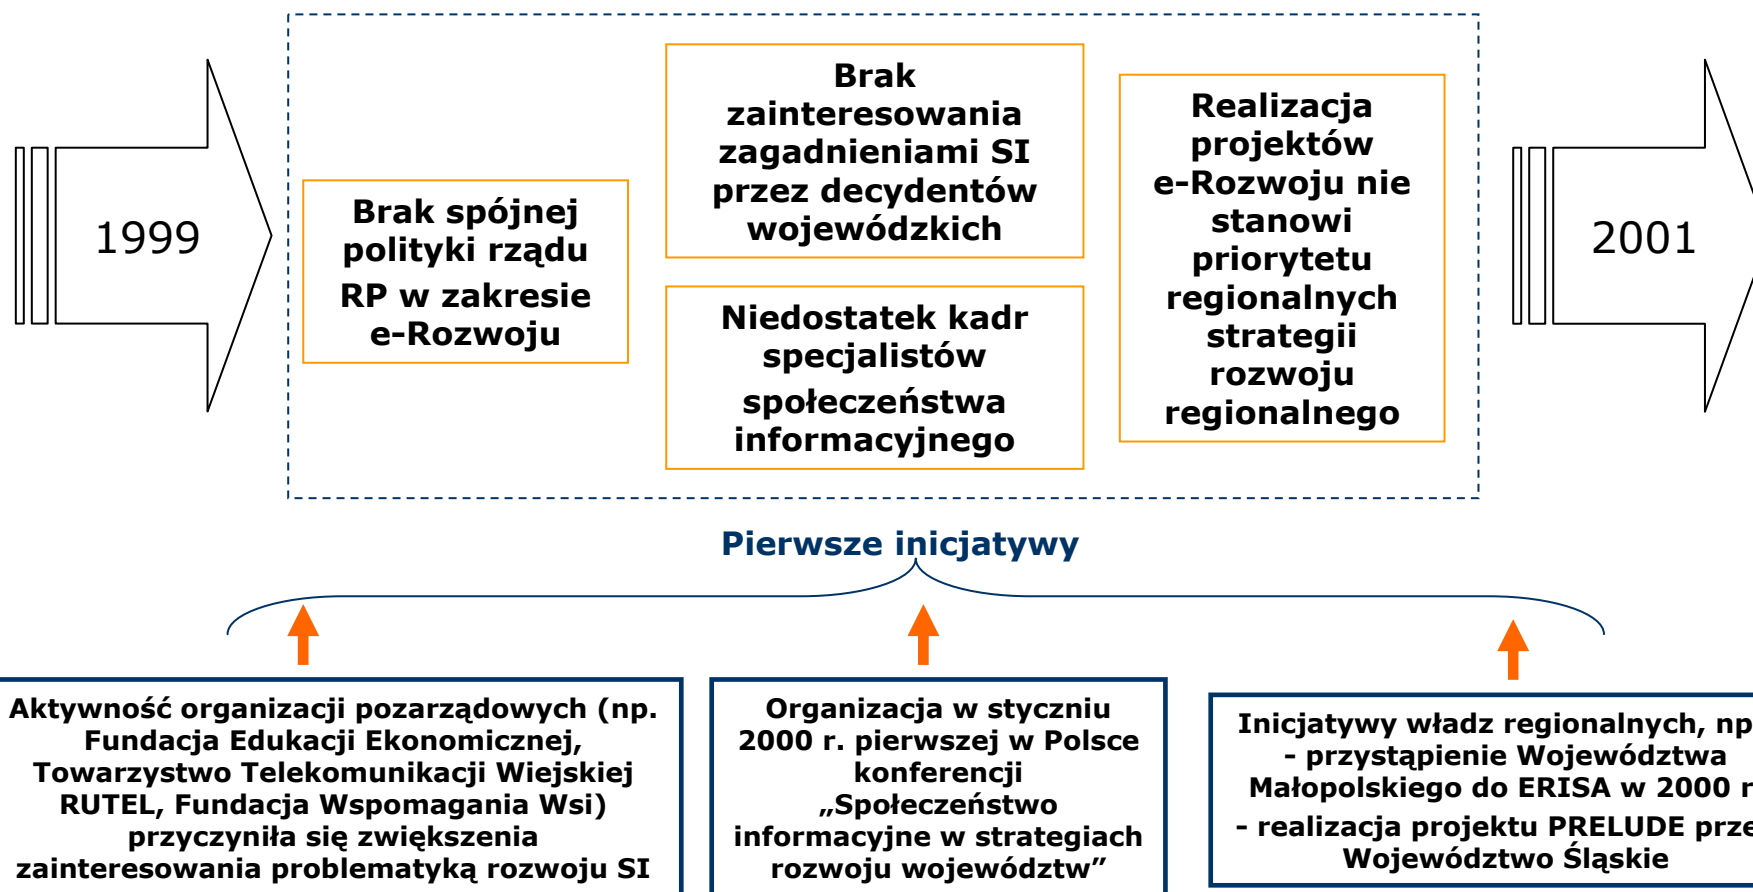 1999
Brak spójnej
polityki rządu
RP w zakresie
e-Rozwoju
Brak
zainteresowania
zagadnieniami SI
przez decydentów
wojewódzkich
Niedostatek kadr
specjalistów
społeczeństwa
informacyjnego
Realizacja
projektów
e-Rozwoju nie
stanowi
priorytetu
regionalnych
strategii
rozwoju
regionalnego
2001
Pierwsze inicjatywy
Aktywność organizacji pozarządowych (np.
Fundacja Edukacji Ekonomicznej,
Towarzystwo Telekomunikacji Wiejskiej
RUTEL, Fundacja Wspomagania Wsi)
przyczyniła się zwiększenia
zainteresowania problematyką rozwoju SI
Organizacja w styczniu
2000 r. pierwszej w Polsce
konferencji
„Społeczeństwo
informacyjne w strategiach
rozwoju województw”
Inicjatywy władz regionalnych, np
- przystąpienie Województwa
Małopolskiego do ERISA w 2000 r
- realizacja projektu PRELUDE prze
Województwo Śląskie